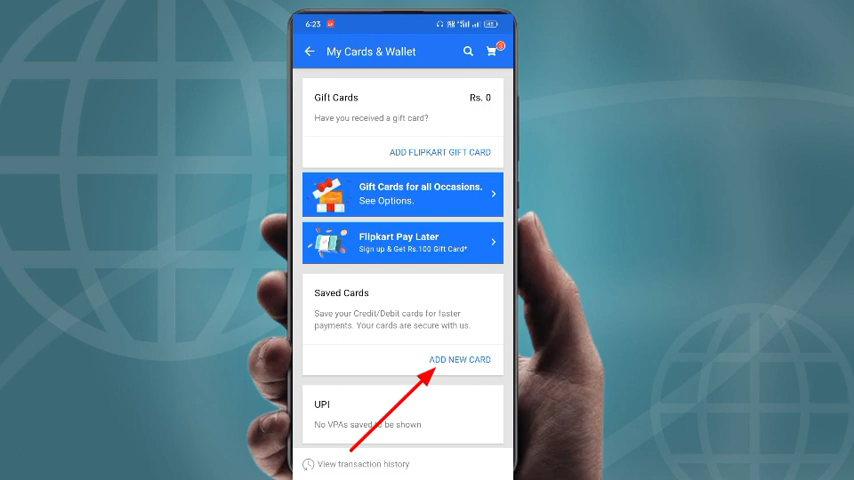 6:23
My Cards & Wallet
Gift Cards
Rs. 0
Have you received a gift card?
ADD FLIPKART GIFT CARD
Gift Cards for all Occasions.
See Options.
Flipkart Pay Later
Sign up & Get Rs.100 Gift Card*
Saved Cards
Save your Credit/Debit cards for faster
payments. Your cards are secure with us.
ADD NEW CARD
UPI
No VPAs saved to be shown
View transaction history